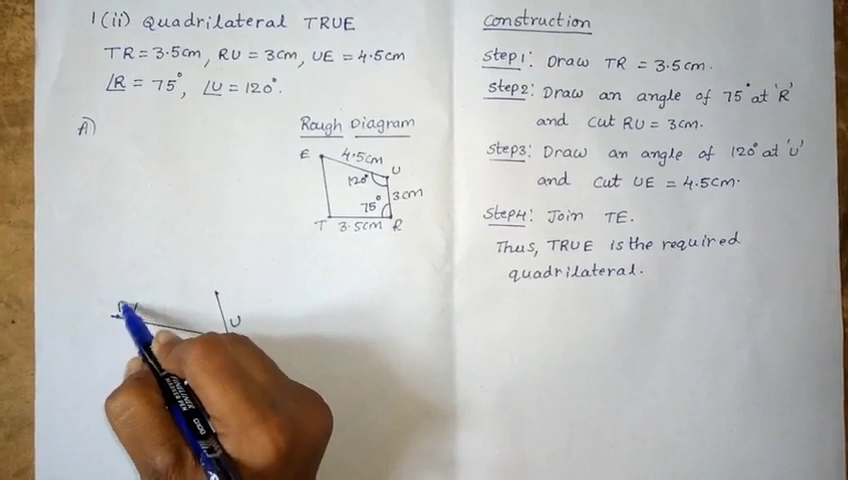 1(ii) Quadrilateral TRUE
TR = 3.5cm, RU = 3cm, UE = 4.5cm
∠R = 75°, ∠U = 120°.
A)
Rough Diagram
E 4.5cm U
120°
3cm
75°
T 3.5cm R
U
Construction
Step1: Draw TR = 3.5cm.
Step2: Draw an angle of 75° at 'R'
and cut RU = 3cm.
Step3: Draw an angle of 120° at 'U'
and cut UE = 4.5cm.
Step4: Join TE.
Thus, TRUE is the required
quadrilateral.
FINELINER
MARKER PEN